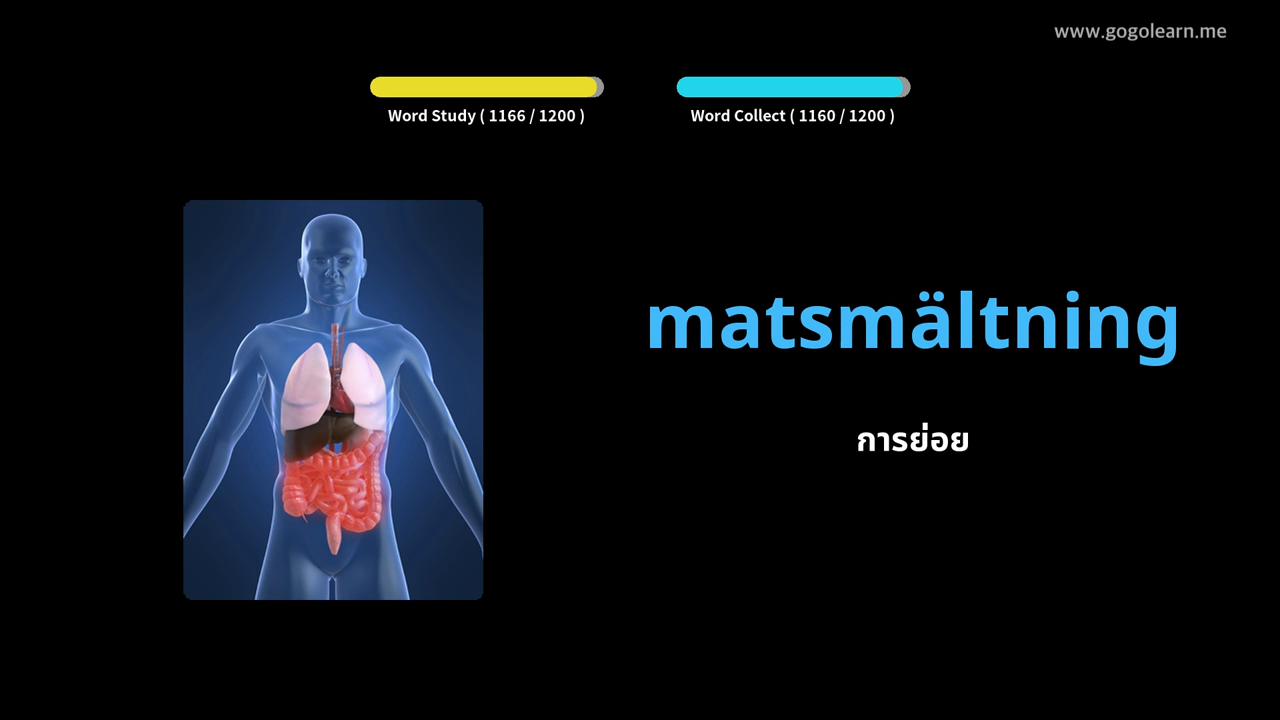 www.gogolearn.me
Word Study ( 1166 / 1200 )
Word Collect ( 1160 / 1200 )
matsmältning
การย่อย